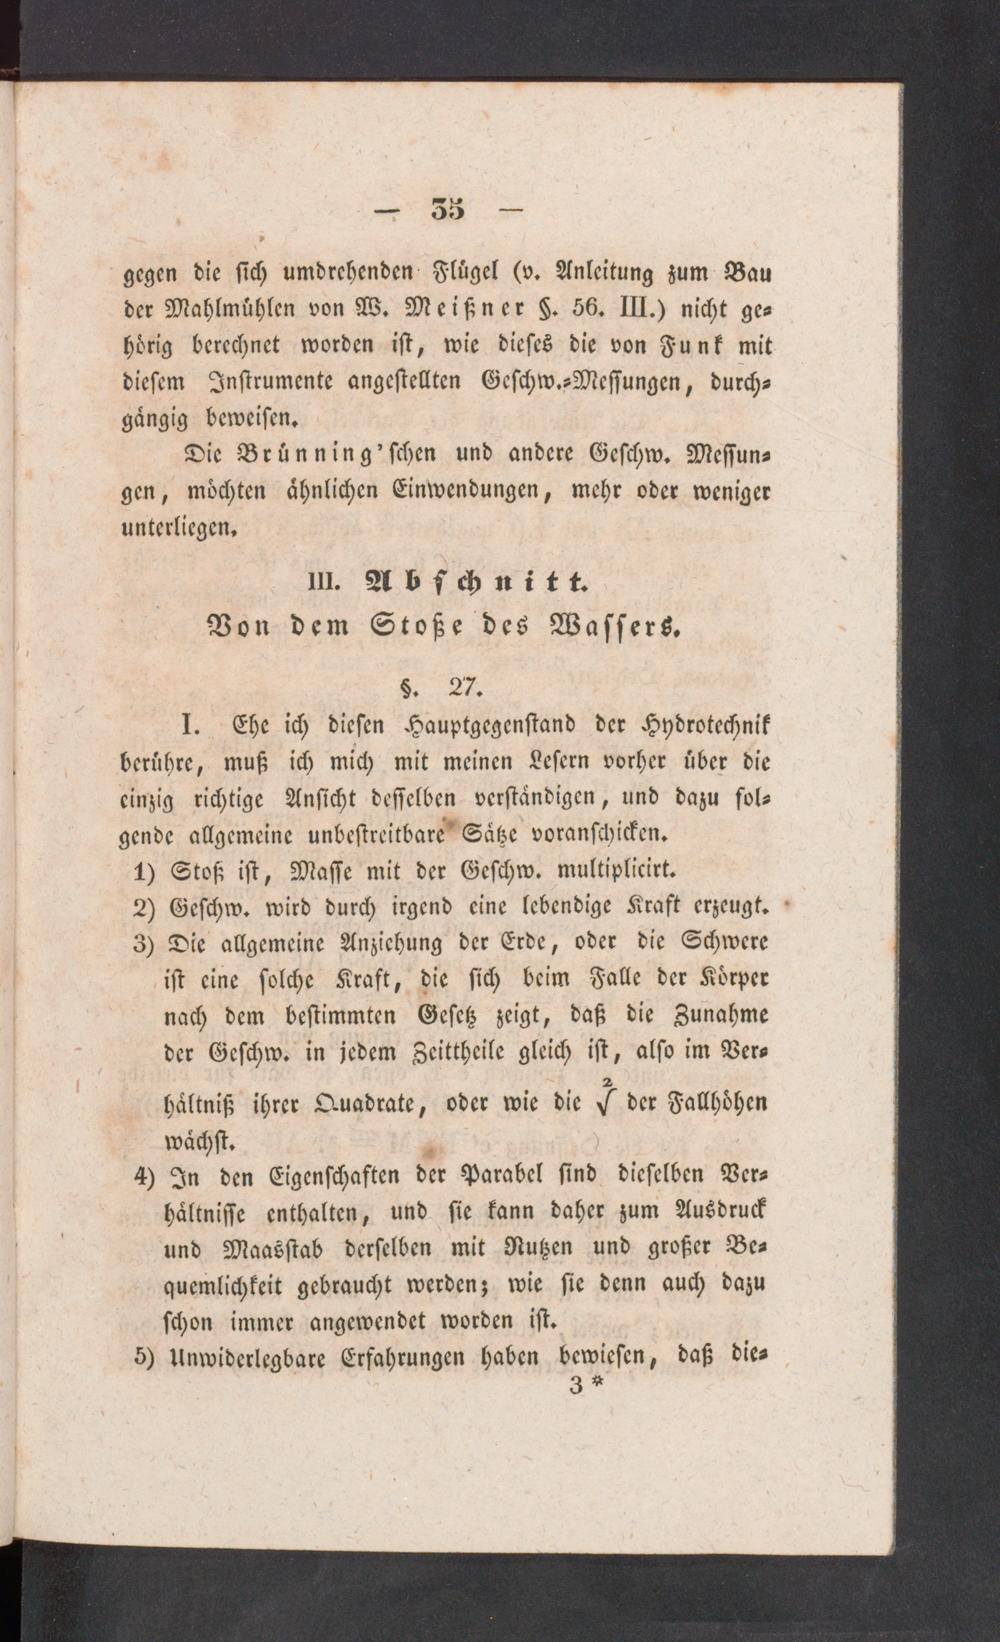 — 35 —
gegen die sich umdrehenden Flügel (v. Anleitung zum Bau
der Mahlmühlen von W. Meißner §. 56. III.) nicht ge-
hörig berechnet worden ist, wie dieses die von Funk mit
diesem Instrumente angestellten Geschw.-Messungen, durch-
gängig beweisen.
Die Brünning'schen und andere Geschw. Messun-
gen, möchten ähnlichen Einwendungen, mehr oder weniger
unterliegen.
III. Abschnitt.
Von dem Stoße des Wassers.
§. 27.
I. Ehe ich diesen Hauptgegenstand der Hydrotechnik
berühre, muß ich mich mit meinen Lesern vorher über die
einzig richtige Ansicht desselben verständigen, und dazu fol-
gende allgemeine unbestreitbare Sätze voranschicken.
1) Stoß ist, Masse mit der Geschw. multiplicirt.
2) Geschw. wird durch irgend eine lebendige Kraft erzeugt.
3) Die allgemeine Anziehung der Erde, oder die Schwere
ist eine solche Kraft, die sich beim Falle der Körper
nach dem bestimmten Gesetz zeigt, daß die Zunahme
der Geschw. in jedem Zeittheile gleich ist, also im Ver-
hältniß ihrer Quadrate, oder wie die ²√ der Fallhöhen
wächst.
4) In den Eigenschaften der Parabel sind dieselben Ver-
hältnisse enthalten, und sie kann daher zum Ausdruck
und Maasstab derselben mit Nutzen und großer Be-
quemlichkeit gebraucht werden; wie sie denn auch dazu
schon immer angewendet worden ist.
5) Unwiderlegbare Erfahrungen haben bewiesen, daß die-
3 *